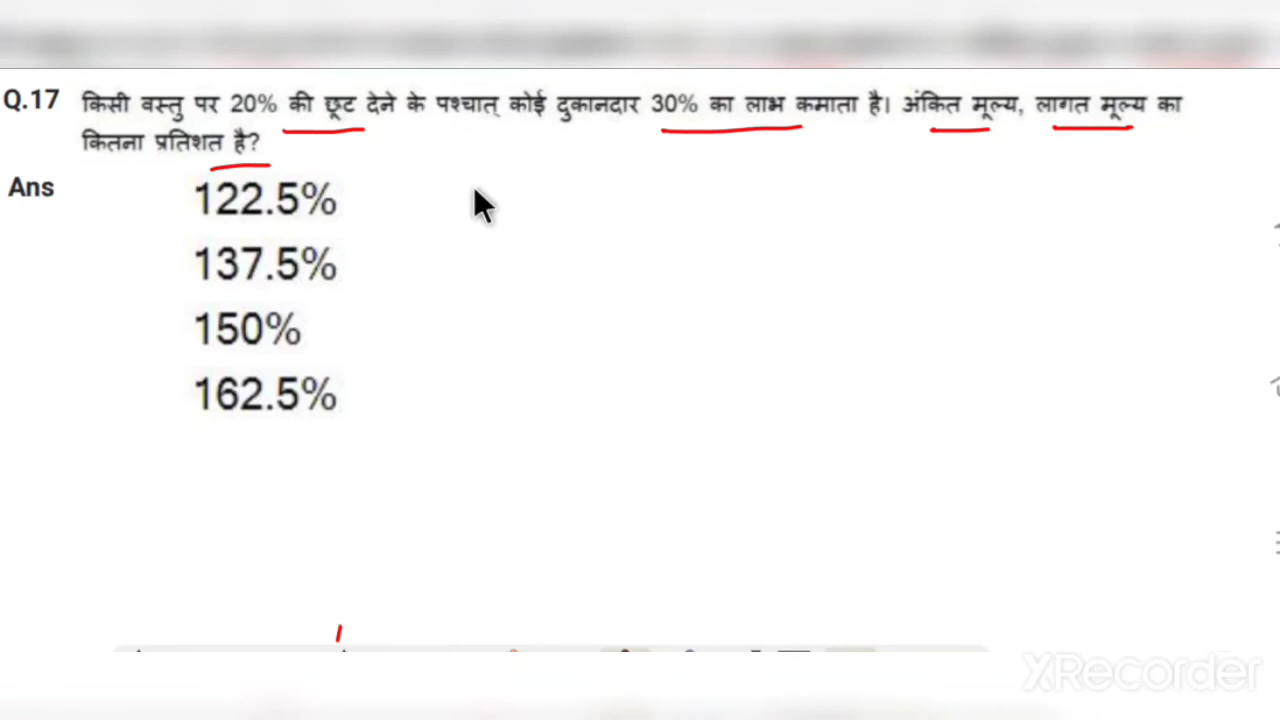 Q.17 किसी वस्तु पर 20% की छूट देने के पश्चात् कोई दुकानदार 30% का लाभ कमाता है। अंकित मूल्य, लागत मूल्य का
कितना प्रतिशत है?
Ans
122.5%
137.5%
150%
162.5%
XRecorder